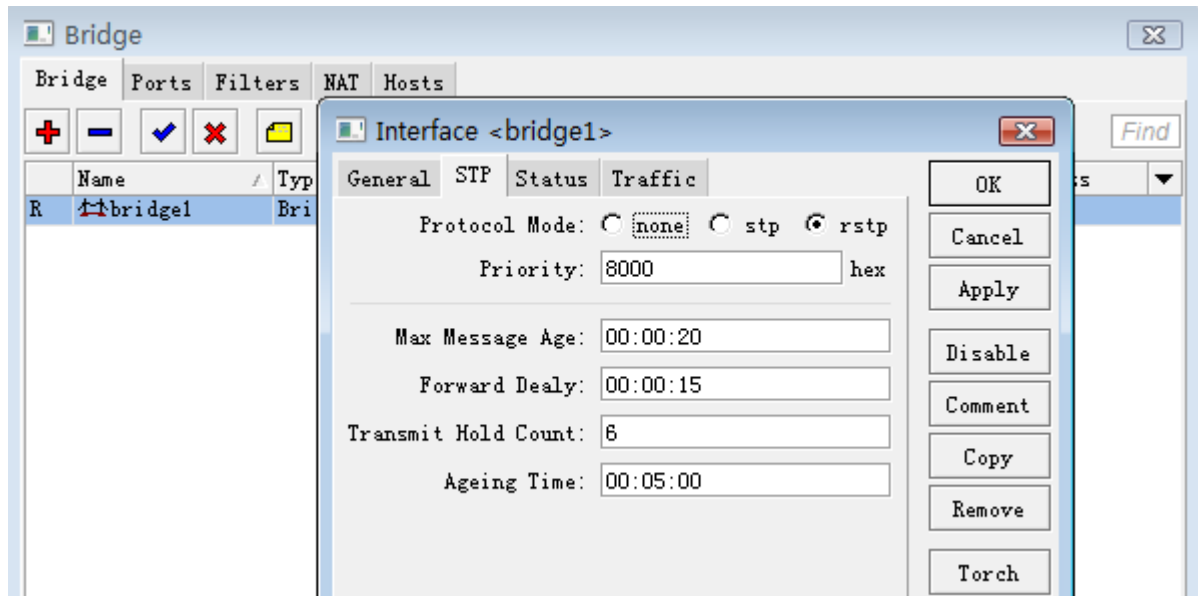 Bridge
Bridge Ports Filters NAT Hosts
Find
Name Typ s
R bridge1 Bri
Interface <bridge1>
General STP Status Traffic
Protocol Mode: none stp rstp
Priority: 8000 hex
Max Message Age: 00:00:20
Forward Dealy: 00:00:15
Transmit Hold Count: 6
Ageing Time: 00:05:00
OK
Cancel
Apply
Disable
Comment
Copy
Remove
Torch